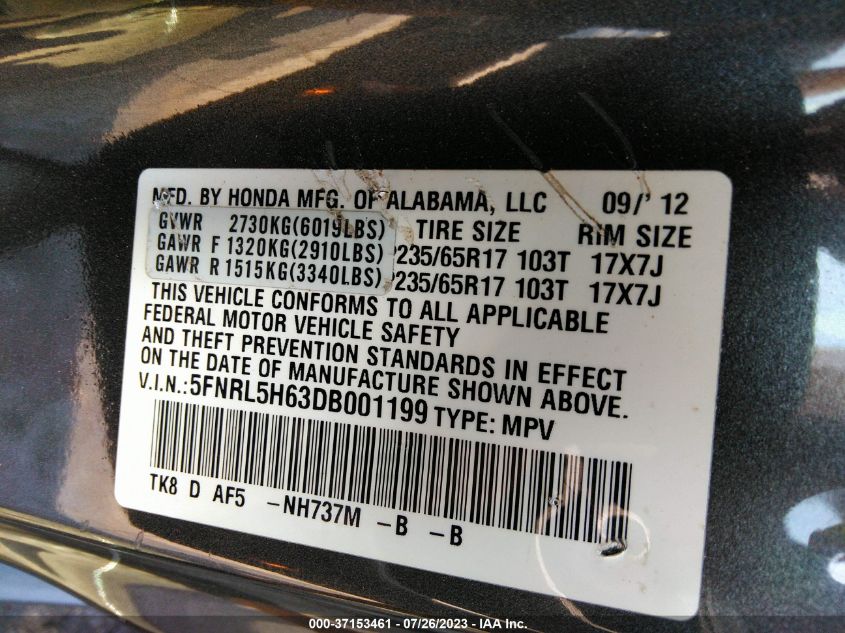 MFD. BY HONDA MFG. OF ALABAMA, LLC 09/' 12
GVWR 2730KG(6019LBS) TIRE SIZE RIM SIZE
GAWR F 1320KG(2910LBS) P235/65R17 103T 17X7J
GAWR R 1515KG(3340LBS) P235/65R17 103T 17X7J
THIS VEHICLE CONFORMS TO ALL APPLICABLE
FEDERAL MOTOR VEHICLE SAFETY
AND THEFT PREVENTION STANDARDS IN EFFECT
ON THE DATE OF MANUFACTURE SHOWN ABOVE.
V.I.N.:5FNRL5H63DB001199 TYPE: MPV
TK8 D AF5 -NH737M -B -B
000-37153461 - 07/26/2023 - IAA Inc.